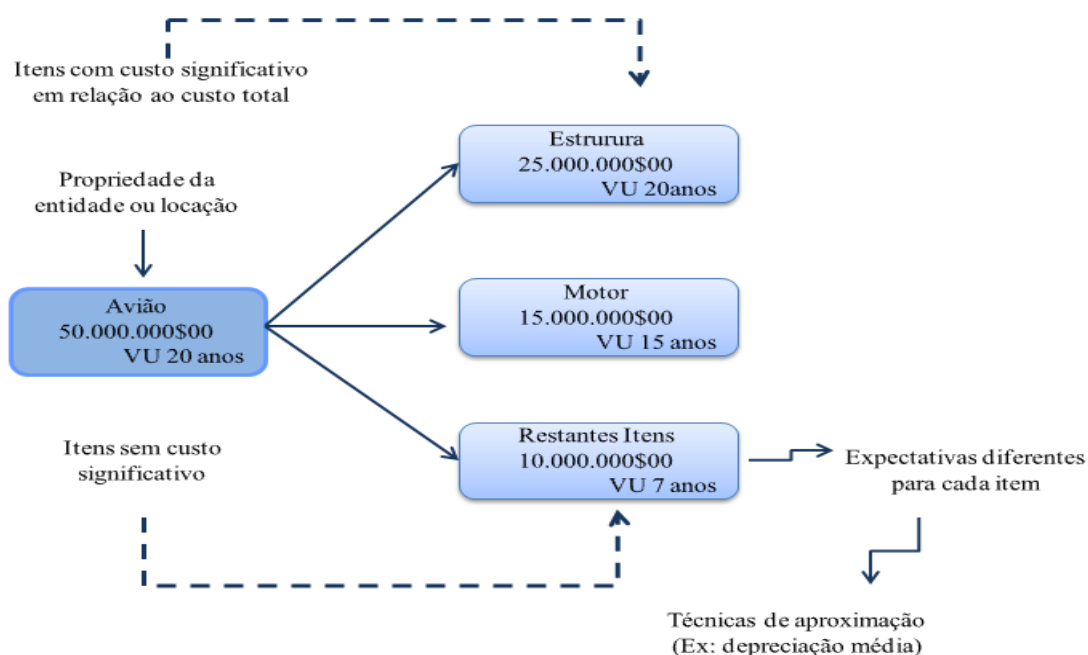 Itens com custo significativo
em relação ao custo total
Propriedade da
entidade ou locação
Avião
50.000.000$00
VU 20 anos
Estrurura
25.000.000$00
VU 20anos
Motor
15.000.000$00
VU 15 anos
Restantes Itens
10.000.000$00
VU 7 anos
Itens sem custo
significativo
Expectativas diferentes
para cada item
Técnicas de aproximação
(Ex: depreciação média)